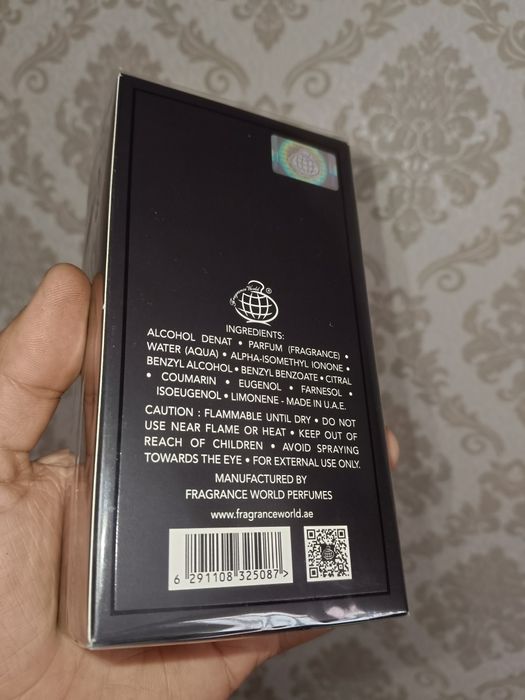 Fragrance World ®
INGREDIENTS:
ALCOHOL DENAT • PARFUM (FRAGRANCE) •
WATER (AQUA) • ALPHA-ISOMETHYL IONONE •
BENZYL ALCOHOL • BENZYL BENZOATE • CITRAL
• COUMARIN • EUGENOL • FARNESOL •
ISOEUGENOL • LIMONENE - MADE IN U.A.E.
CAUTION : FLAMMABLE UNTIL DRY • DO NOT
USE NEAR FLAME OR HEAT • KEEP OUT OF
REACH OF CHILDREN • AVOID SPRAYING
TOWARDS THE EYE • FOR EXTERNAL USE ONLY.
MANUFACTURED BY
FRAGRANCE WORLD PERFUMES
www.fragranceworld.ae
6 291108 325087 >